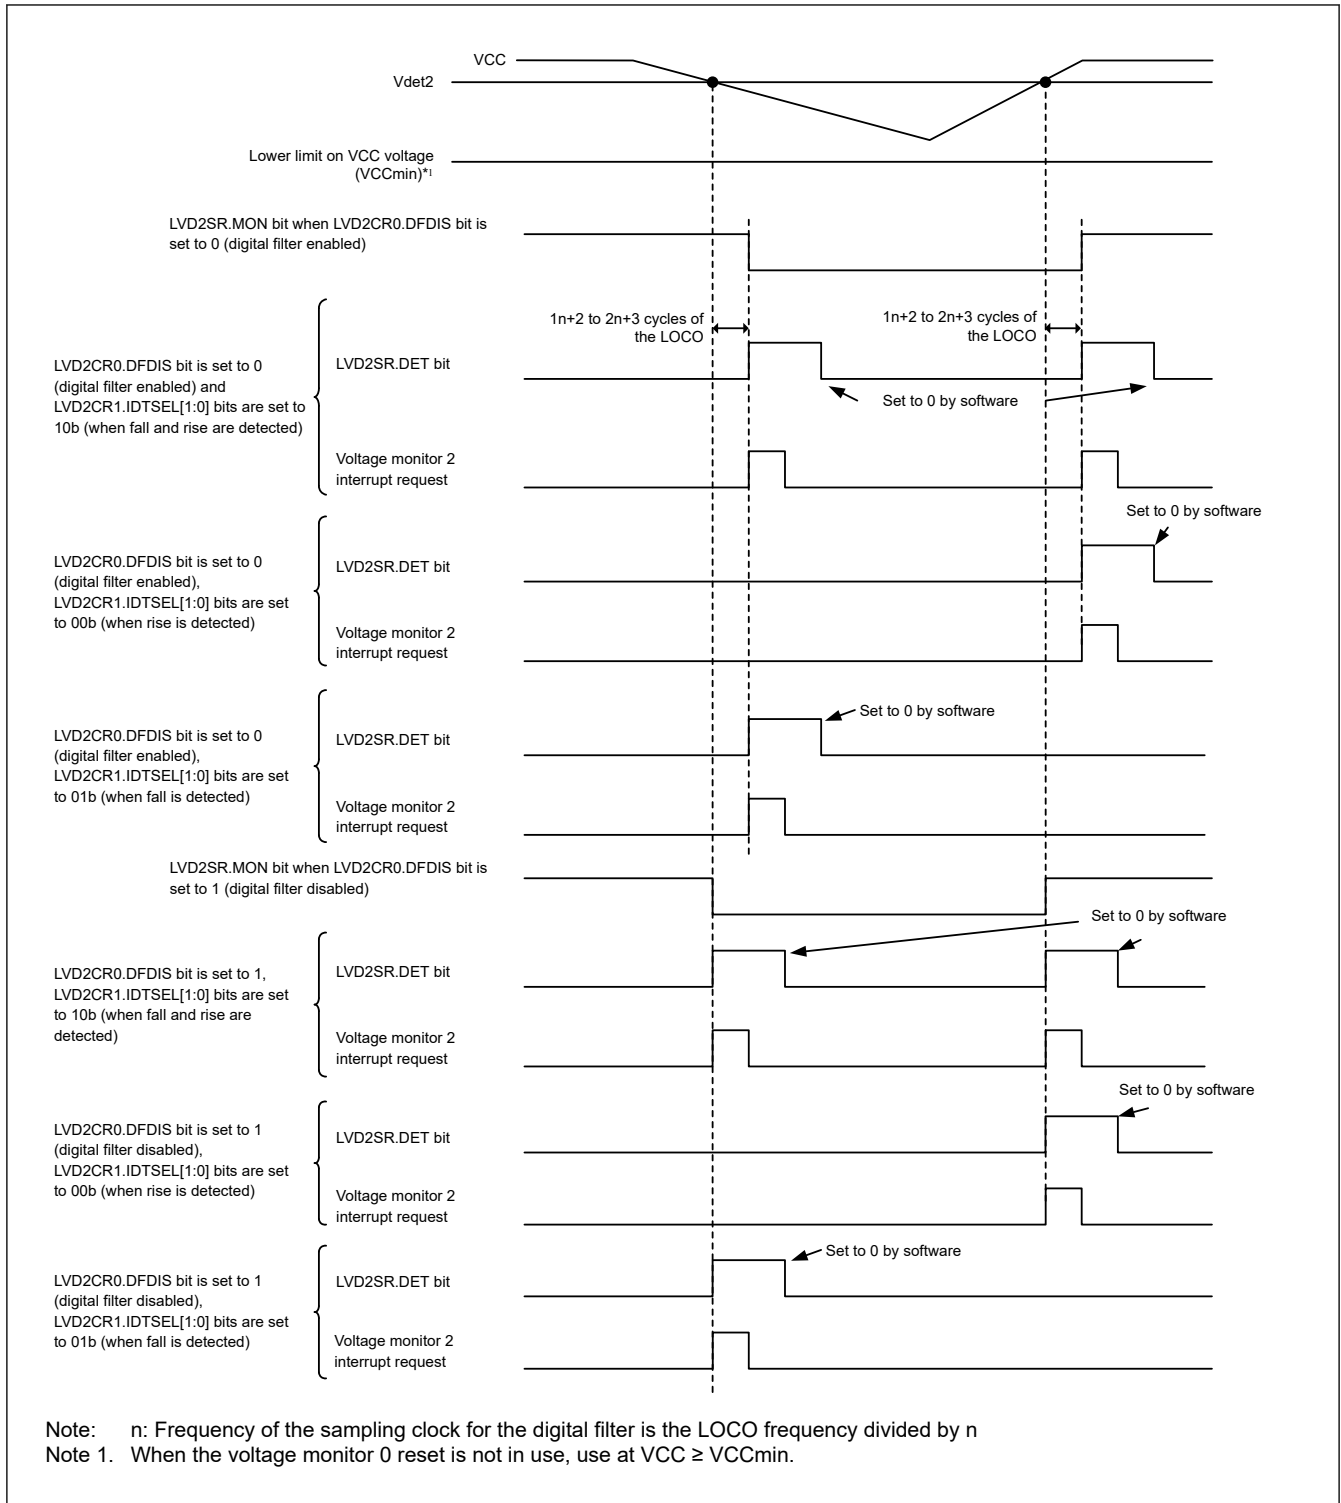 VCC
Vdet2
Lower limit on VCC voltage
(VCCmin)*1
LVD2SR.MON bit when LVD2CR0.DFDIS bit is
set to 0 (digital filter enabled)
LVD2CR0.DFDIS bit is set to 0
(digital filter enabled) and
LVD2CR1.IDTSEL[1:0] bits are set to
10b (when fall and rise are detected)
1n+2 to 2n+3 cycles of
the LOCO
1n+2 to 2n+3 cycles of
the LOCO
LVD2SR.DET bit
Set to 0 by software
Voltage monitor 2
interrupt request
LVD2CR0.DFDIS bit is set to 0
(digital filter enabled),
LVD2CR1.IDTSEL[1:0] bits are set
to 00b (when rise is detected)
Set to 0 by software
LVD2SR.DET bit
Voltage monitor 2
interrupt request
LVD2CR0.DFDIS bit is set to 0
(digital filter enabled),
LVD2CR1.IDTSEL[1:0] bits are set
to 01b (when fall is detected)
Set to 0 by software
LVD2SR.DET bit
Voltage monitor 2
interrupt request
LVD2SR.MON bit when LVD2CR0.DFDIS bit is
set to 1 (digital filter disabled)
Set to 0 by software
LVD2CR0.DFDIS bit is set to 1,
LVD2CR1.IDTSEL[1:0] bits are set
to 10b (when fall and rise are
detected)
LVD2SR.DET bit
Voltage monitor 2
interrupt request
Set to 0 by software
LVD2CR0.DFDIS bit is set to 1
(digital filter disabled),
LVD2CR1.IDTSEL[1:0] bits are set
to 00b (when rise is detected)
LVD2SR.DET bit
Voltage monitor 2
interrupt request
Set to 0 by software
LVD2CR0.DFDIS bit is set to 1
(digital filter disabled),
LVD2CR1.IDTSEL[1:0] bits are set
to 01b (when fall is detected)
LVD2SR.DET bit
Voltage monitor 2
interrupt request
Note: n: Frequency of the sampling clock for the digital filter is the LOCO frequency divided by n
Note 1. When the voltage monitor 0 reset is not in use, use at VCC ≥ VCCmin.